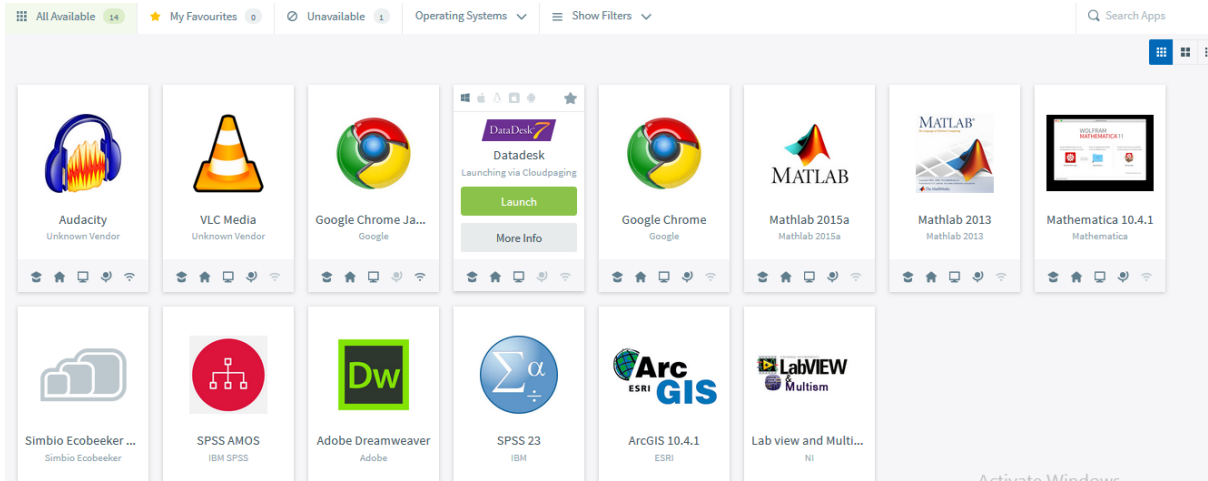 All Available 14 My Favourites 0 Unavailable 1 Operating Systems Show Filters Search Apps
DataDesk 7
Datadesk
Launching via Cloudpaging
Launch
More Info
MATLAB
MATLAB
The MathWorks
WOLFRAM
MATHEMATICA 11
Audacity
Unknown Vendor
VLC Media
Unknown Vendor
Google Chrome Ja...
Google
Google Chrome
Google
Mathlab 2015a
Mathlab 2015a
Mathlab 2013
Mathlab 2013
Mathematica 10.4.1
Mathematica
Dw
Σ α ÷
Arc
ESRI GIS
LabVIEW
&
Multism
Simbio Ecobeeker ...
Simbio Ecobeeker
SPSS AMOS
IBM SPSS
Adobe Dreamweaver
Adobe
SPSS 23
IBM
ArcGIS 10.4.1
ESRI
Lab view and Multi...
NI
Activate Windows